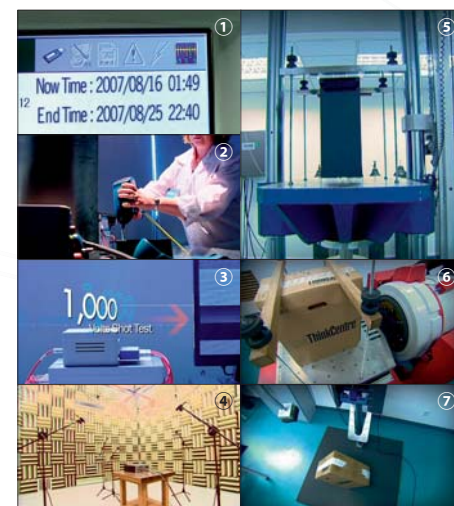 ①
Now Time : 2007/08/16 01:49
12
End Time : 2007/08/25 22:40
②
③
1,000
Multi Shot Test
④
⑤
⑥
ThinkCentre
⑦